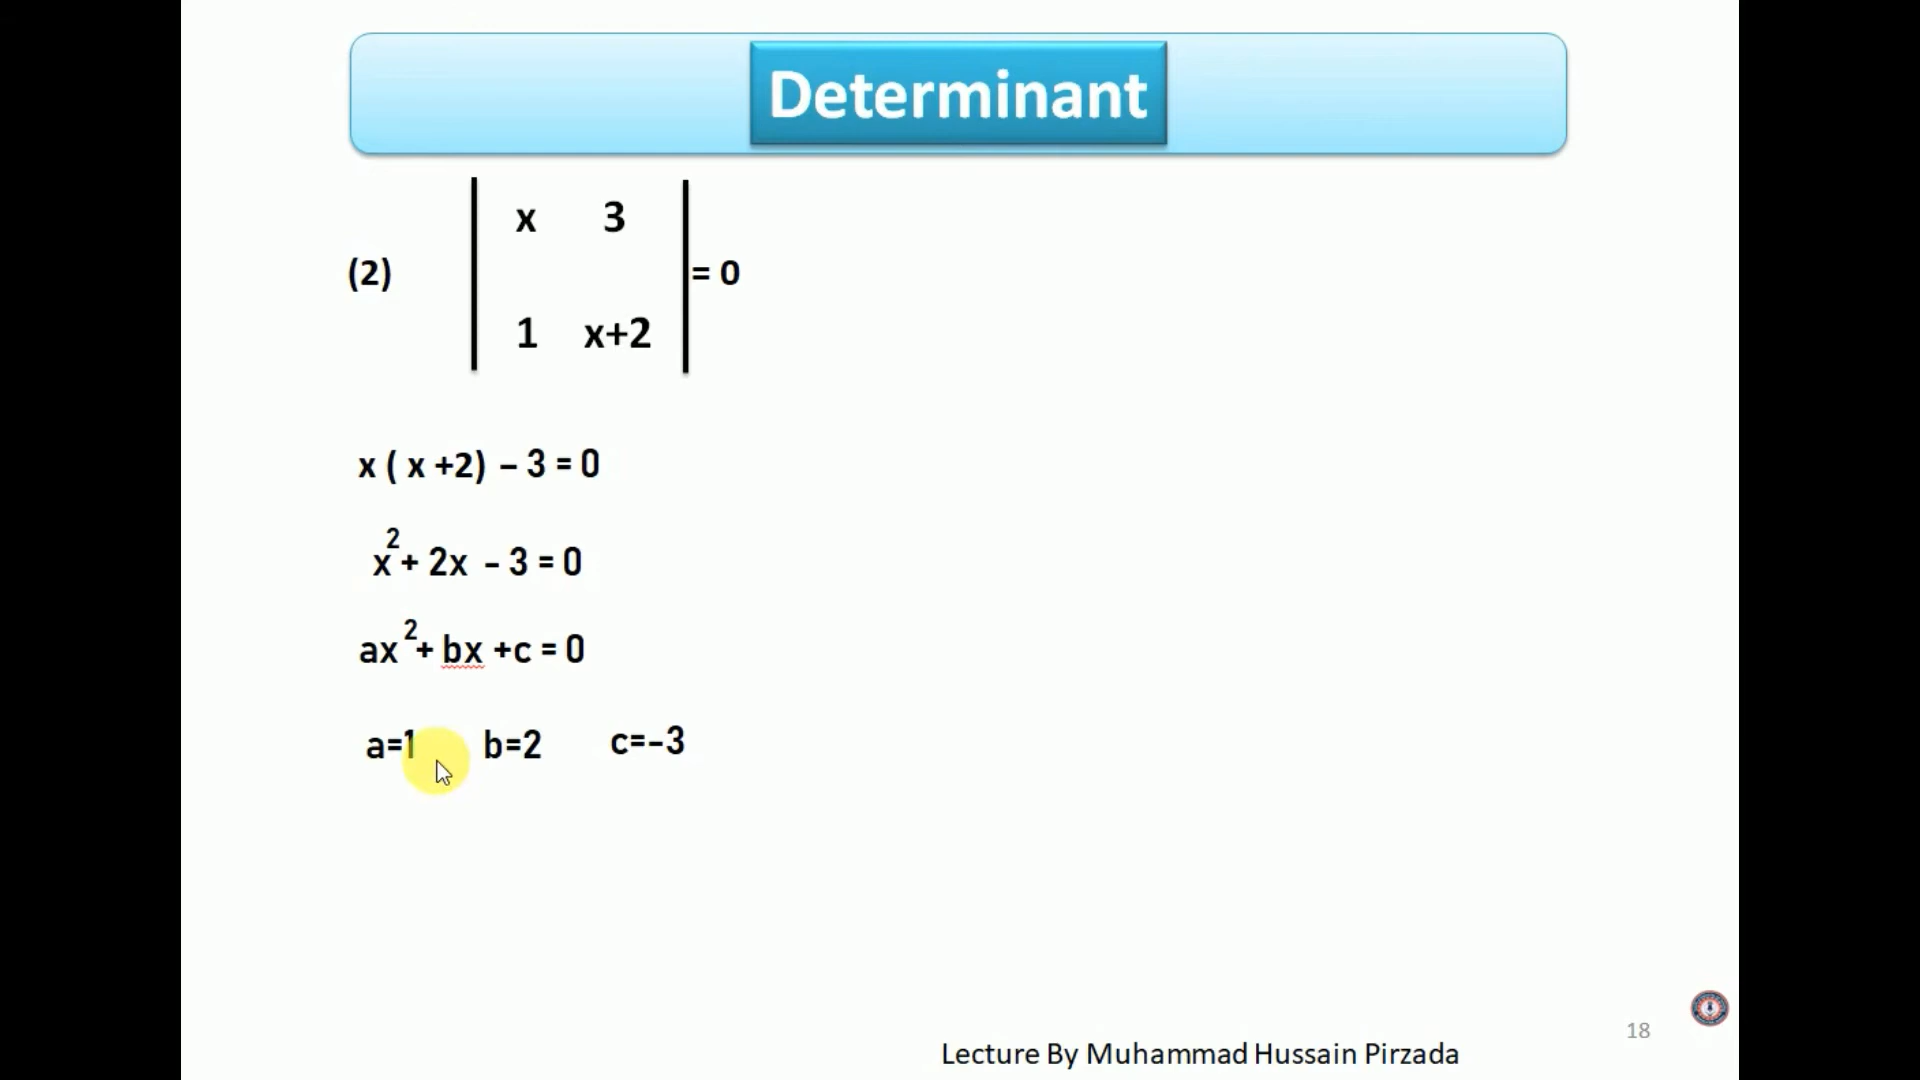 Determinant
x 3
(2) = 0
1 x+2
x ( x +2) – 3 = 0
x² + 2x - 3 = 0
ax² + bx +c = 0
a=1 b=2 c=-3
18
Lecture By Muhammad Hussain Pirzada